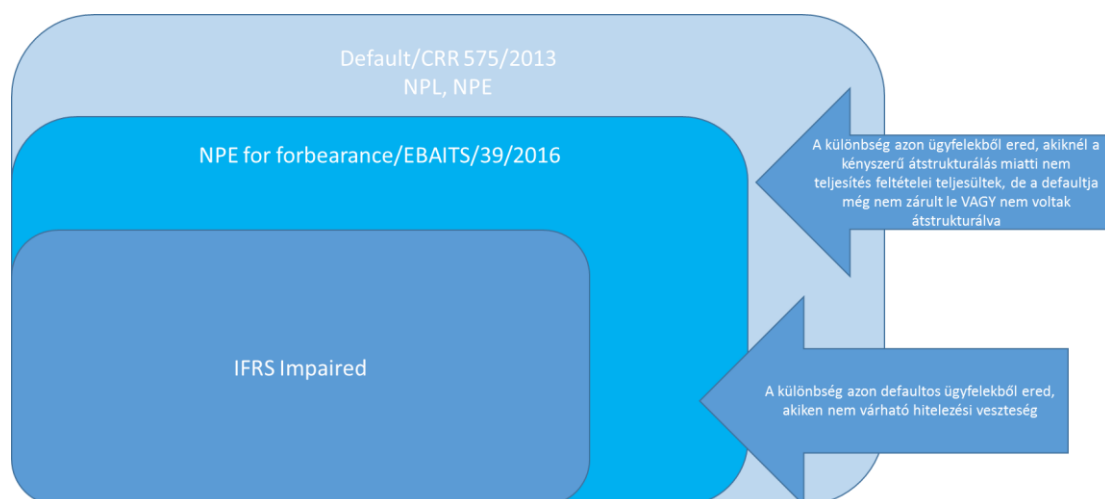 Default/CRR 575/2013
NPL, NPE
NPE for forbearance/EBAITS/39/2016
A különbség azon ügyfelekből ered, akiknél a
kényszerű átstrukturálás miatti nem
teljesítés feltételei teljesültek, de a defaultja
még nem zárult le VAGY nem voltak
átstrukturálva
IFRS Impaired
A különbség azon defaultos ügyfelekből ered,
akiken nem várható hitelezési veszteség